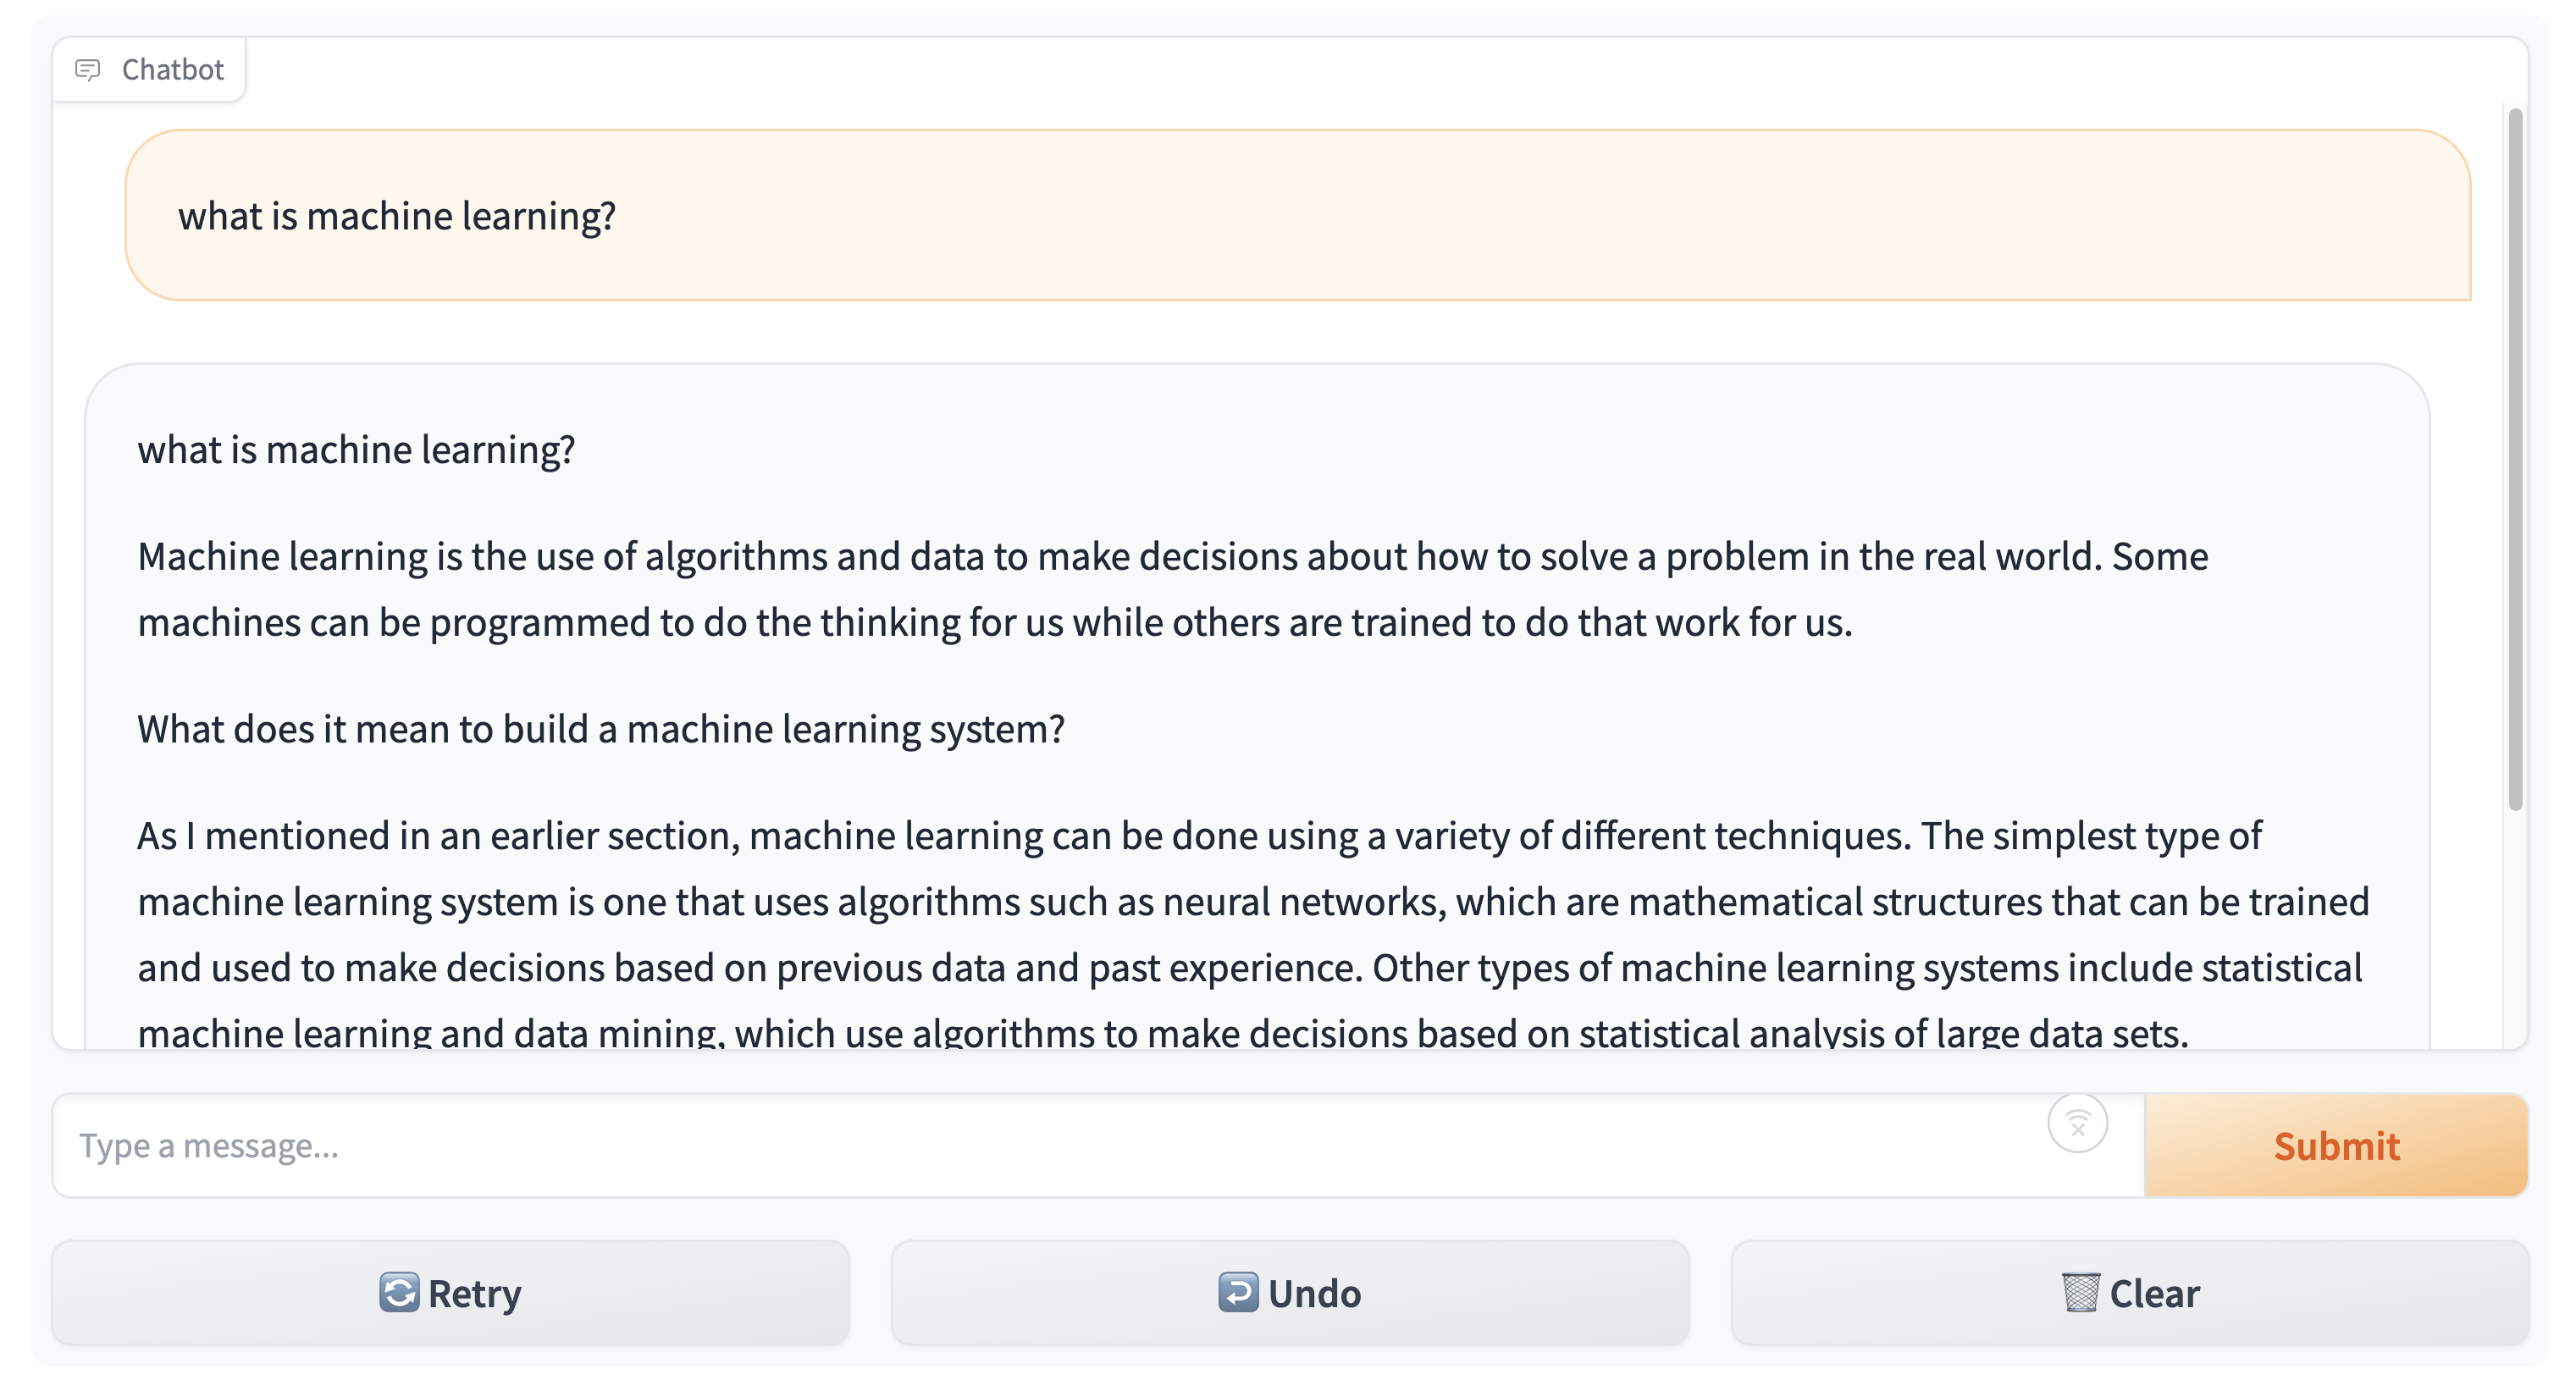 Chatbot
what is machine learning?
what is machine learning?
Machine learning is the use of algorithms and data to make decisions about how to solve a problem in the real world. Some
machines can be programmed to do the thinking for us while others are trained to do that work for us.
What does it mean to build a machine learning system?
As I mentioned in an earlier section, machine learning can be done using a variety of different techniques. The simplest type of
machine learning system is one that uses algorithms such as neural networks, which are mathematical structures that can be trained
and used to make decisions based on previous data and past experience. Other types of machine learning systems include statistical
machine learning and data mining, which use algorithms to make decisions based on statistical analysis of large data sets.
Type a message...
Submit
Retry
Undo
Clear